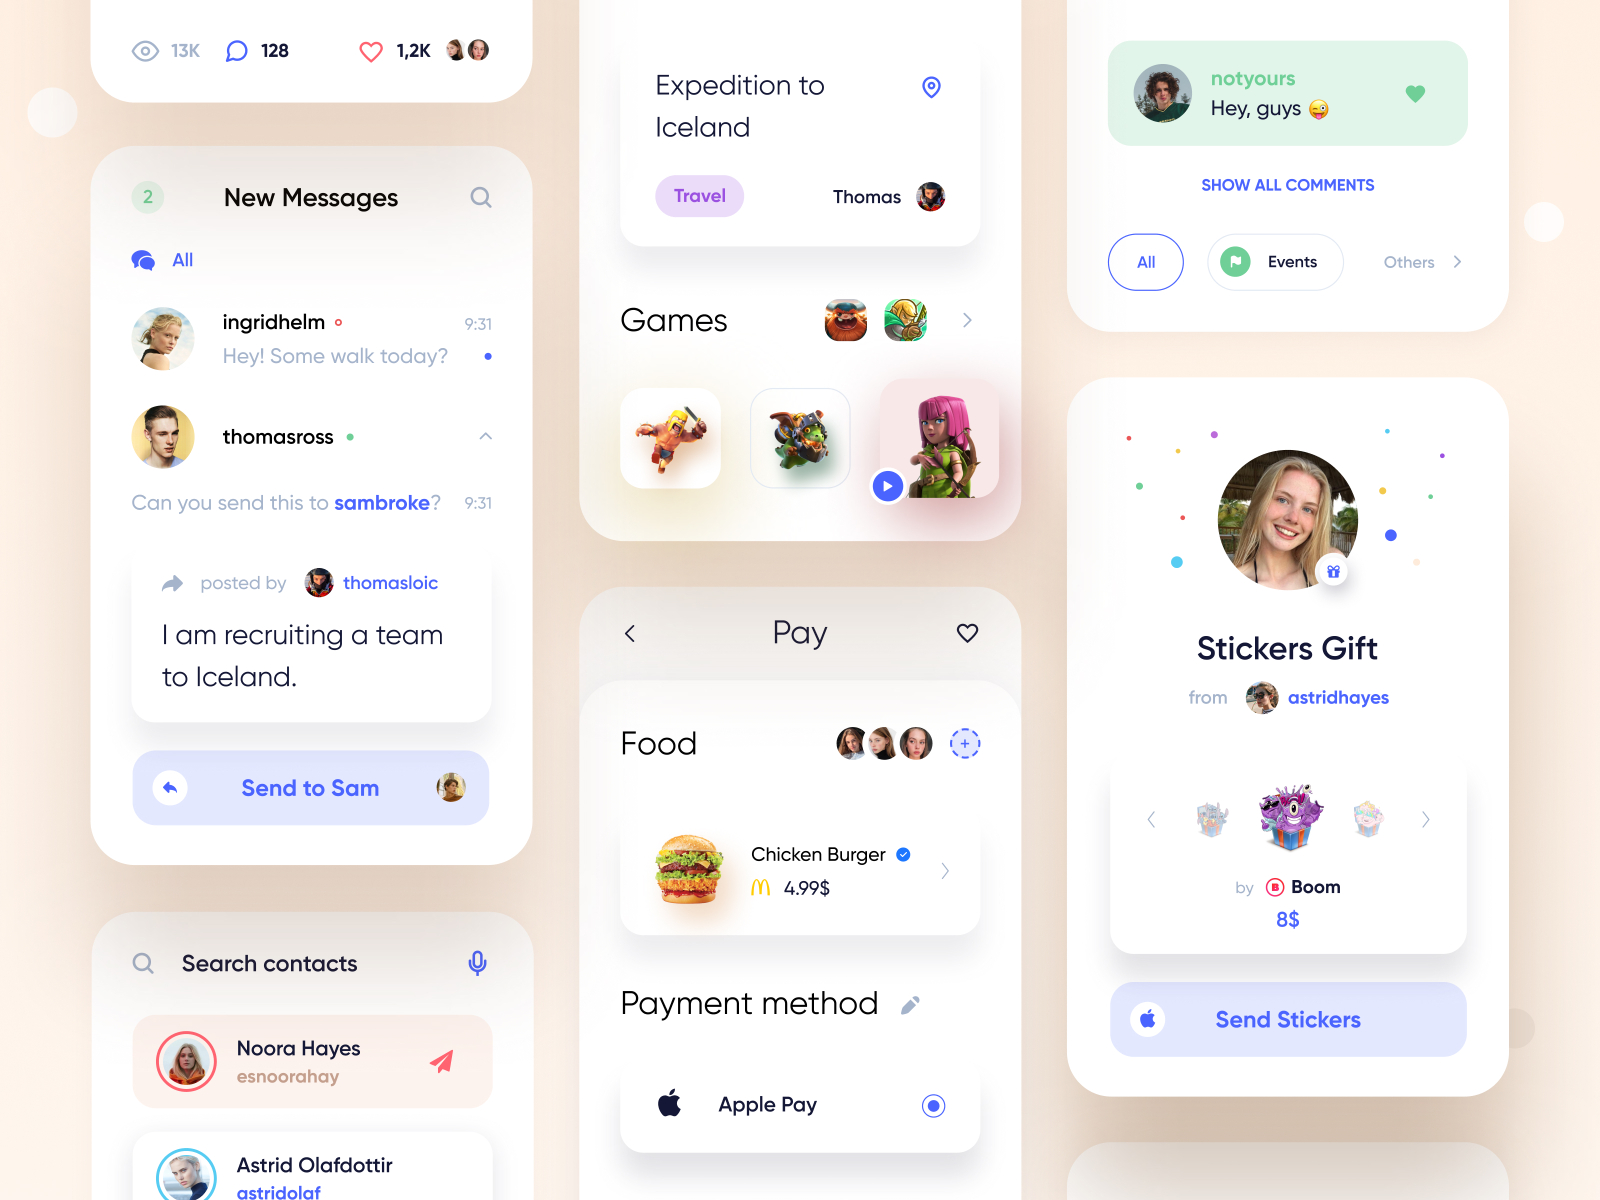 13K
128
1,2K
2
New Messages
All
ingridhelm
9:31
Hey! Some walk today?
thomasross
Can you send this to sambroke?
9:31
posted by
thomasloic
I am recruiting a team
to Iceland.
Send to Sam
Search contacts
Noora Hayes
esnoorahay
Astrid Olafdottir
astridolaf
Expedition to
Iceland
Travel
Thomas
Games
Pay
Food
Chicken Burger
4.99$
Payment method
Apple Pay
notyours
Hey, guys 😜
SHOW ALL COMMENTS
All
Events
Others
Stickers Gift
from
astridhayes
by
B
Boom
8$
Send Stickers